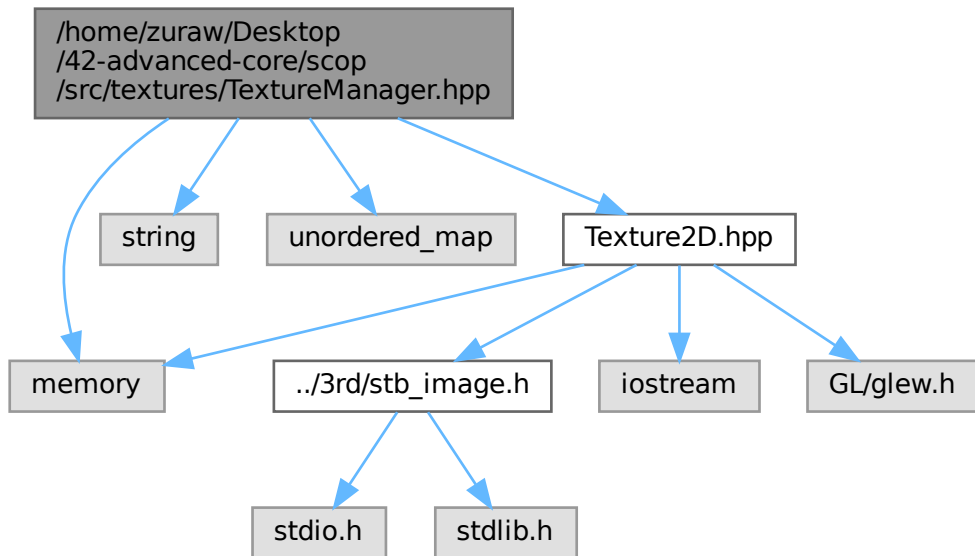 /home/zuraw/Desktop
/42-advanced-core/scop
/src/textures/TextureManager.hpp
string
unordered_map
Texture2D.hpp
memory
../3rd/stb_image.h
iostream
GL/glew.h
stdio.h
stdlib.h